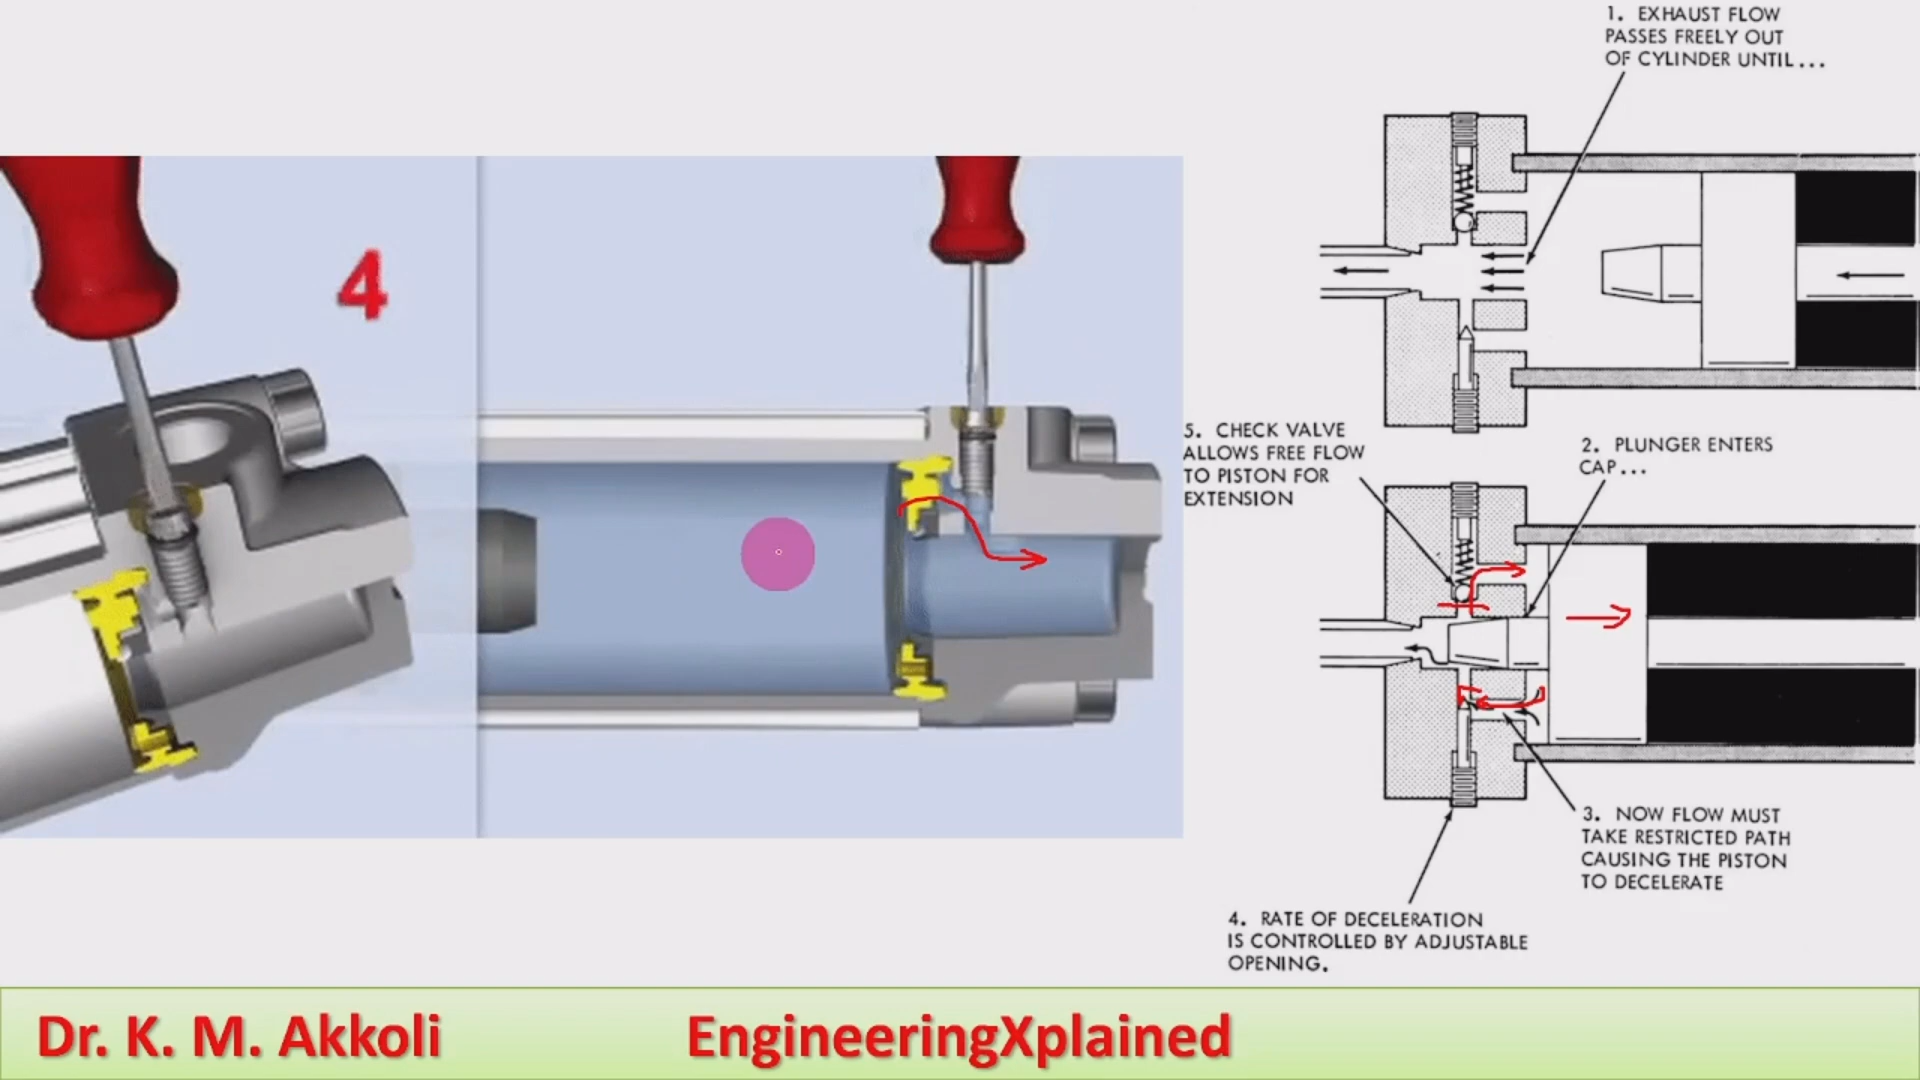 1. EXHAUST FLOW
PASSES FREELY OUT
OF CYLINDER UNTIL...
4
5. CHECK VALVE
ALLOWS FREE FLOW
TO PISTON FOR
EXTENSION
2. PLUNGER ENTERS
CAP...
3. NOW FLOW MUST
TAKE RESTRICTED PATH
CAUSING THE PISTON
TO DECELERATE
4. RATE OF DECELERATION
IS CONTROLLED BY ADJUSTABLE
OPENING.
Dr. K. M. Akkoli
EngineeringXplained